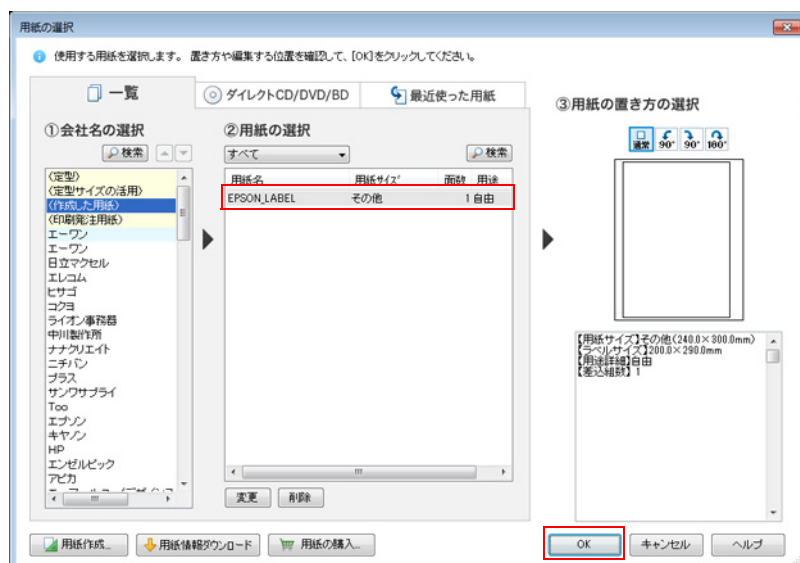 用紙の選択
使用する用紙を選択します。 置き方や編集する位置を確認して、[OK]をクリックしてください。
一覧
ダイレクトCD/DVD/BD
最近使った用紙
①会社名の選択
検索
(定型)
(定型サイズの活用)
(作成した用紙)
(印刷発注用紙)
エーワン
エーワン
日立マクセル
エレコム
ヒサゴ
コクヨ
ライオン事務器
中川製作所
ナナクリエイト
ニチバン
プラス
サンワサプライ
Too
エプソン
キヤノン
HP
エンゼルピック
アピカ
②用紙の選択
すべて
検索
用紙名 用紙サイズ 面数 用途
EPSON_LABEL その他 1 自由
変更 削除
③用紙の置き方の選択
通常 90° 90° 180°
【用紙サイズ】その他(240.0×300.0mm)
【ラベルサイズ】200.0×290.0mm
【用途詳細】自由
【差込組数】1
用紙作成... 用紙情報ダウンロード 用紙の購入...
OK キャンセル ヘルプ